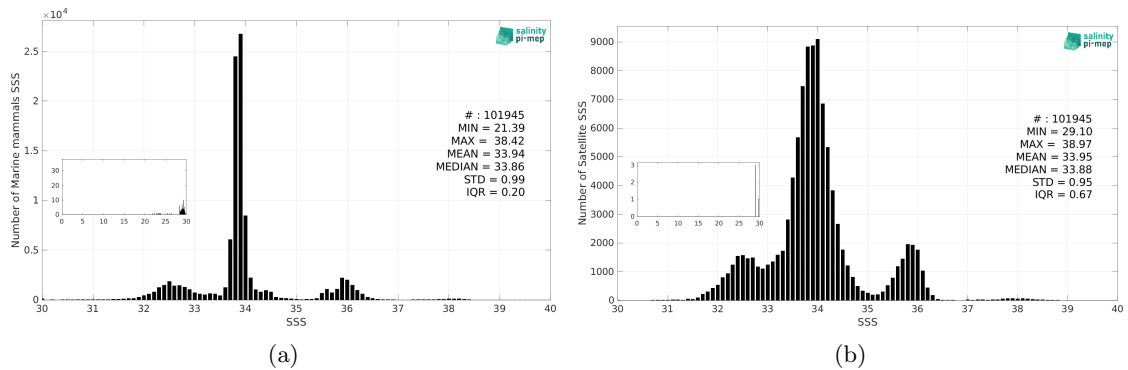 ×10⁴
2.5
2
1.5
1
0.5
0
Number of Marine mammals SSS
salinity
pi-mep
# : 101945
MIN = 21.39
MAX = 38.42
MEAN = 33.94
MEDIAN = 33.86
STD = 0.99
IQR = 0.20
30
20
10
0
0 5 10 15 20 25 30
30 31 32 33 34 35 36 37 38 39 40
SSS
(a)
9000
8000
7000
6000
5000
4000
3000
2000
1000
0
Number of Satellite SSS
salinity
pi-mep
# : 101945
MIN = 29.10
MAX = 38.97
MEAN = 33.95
MEDIAN = 33.88
STD = 0.95
IQR = 0.67
3
2
1
0
0 5 10 15 20 25 30
30 31 32 33 34 35 36 37 38 39 40
SSS
(b)